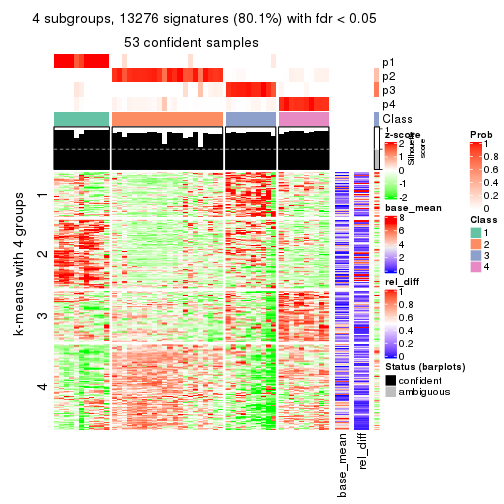 4 subgroups, 13276 signatures (80.1%) with fdr < 0.05
53 confident samples
p1
p2
p3
p4
Class
1
Silhouette
score
k-means with 4 groups
1
2
3
4
base_mean
rel_diff
z-score
2
1
0
-1
-2
base_mean
8
6
4
2
0
rel_diff
1
0.8
0.6
0.4
0.2
0
Status (barplots)
confident
ambiguous
Prob
1
0.8
0.6
0.4
0.2
0
Class
1
2
3
4